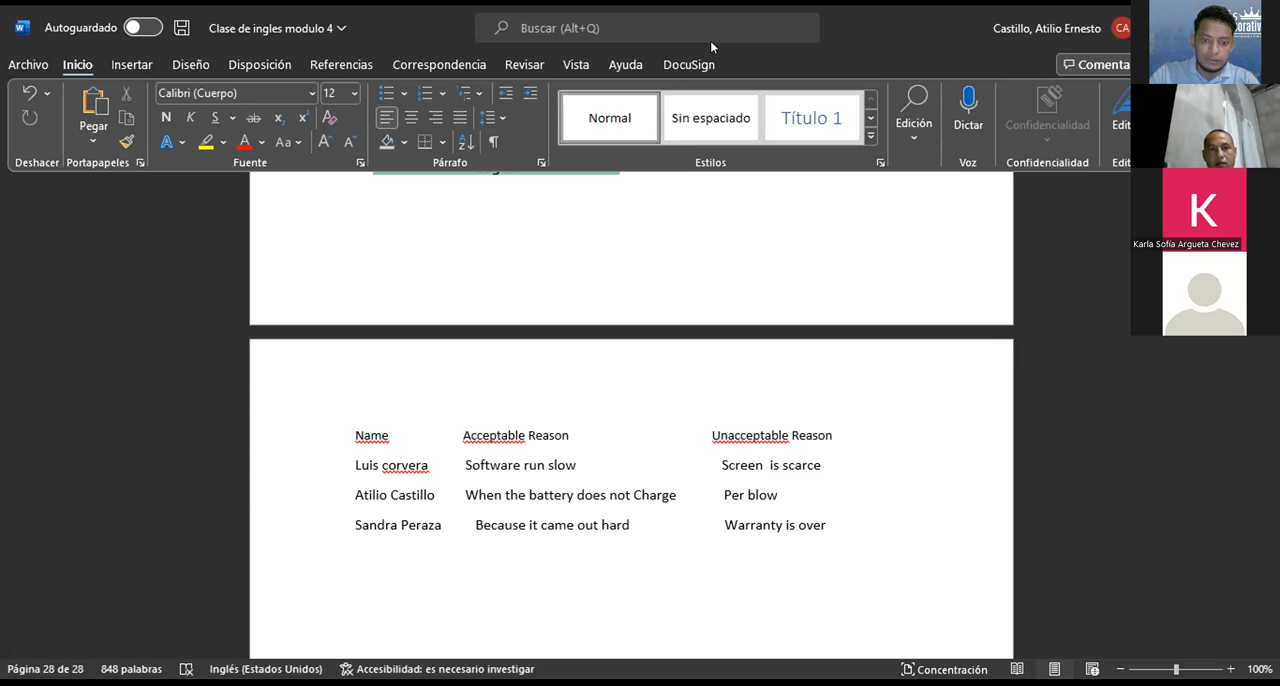 Autoguardado Clase de ingles modulo 4 Buscar (Alt+Q) Castillo, Atilio Ernesto CA
Archivo Inicio Insertar Diseño Disposición Referencias Correspondencia Revisar Vista Ayuda DocuSign Comenta
Calibri (Cuerpo) 12
Pegar
N K S ab x x
A A Aa A A
Normal Sin espaciado Título 1
Edición Dictar Confidencialidad Edit
Deshacer Portapapeles Fuente Párrafo Estilos Voz Confidencialidad Edit
K
Karla Sofía Argueta Chevez
Name Acceptable Reason Unacceptable Reason
Luis corvera Software run slow Screen is scarce
Atilio Castillo When the battery does not Charge Per blow
Sandra Peraza Because it came out hard Warranty is over
Página 28 de 28 848 palabras Inglés (Estados Unidos) Accesibilidad: es necesario investigar Concentración 100%